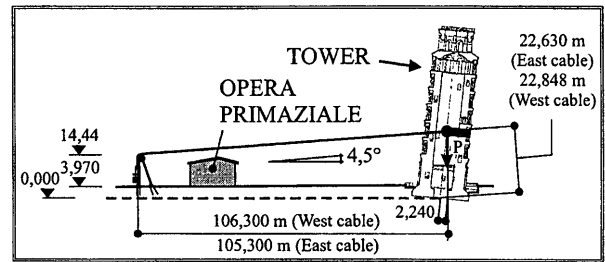 TOWER
22,630 m
(East cable)
22,848 m
(West cable)
OPERA
PRIMAZIALE
14,44
3,970
0,000
4,5°
P
2,240
106,300 m (West cable)
105,300 m (East cable)